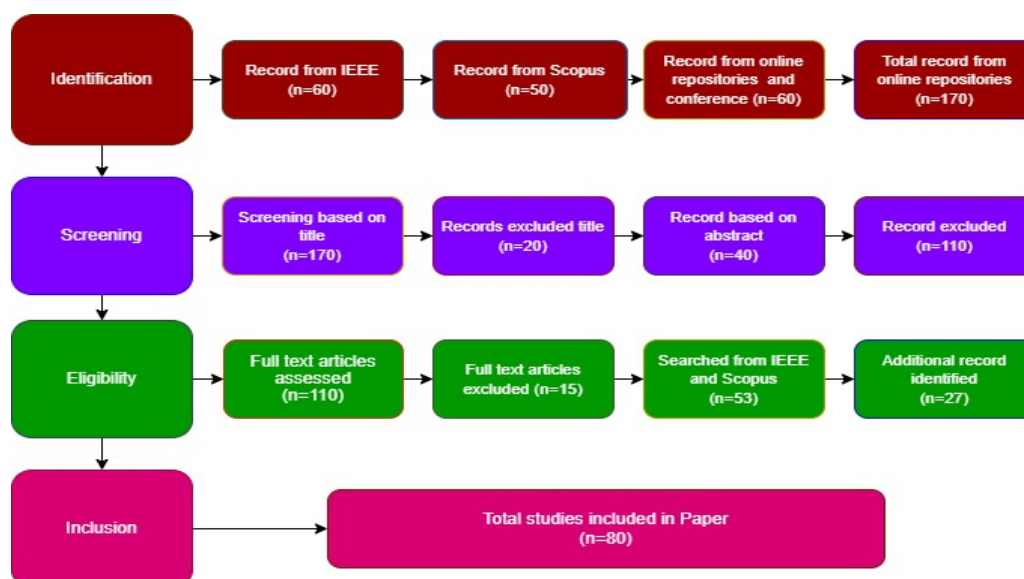 Identification
Record from IEEE
(n=60)
Record from Scopus
(n=50)
Record from online
repositories and
conference (n=60)
Total record from
online repositories
(n=170)
Screening
Screening based on
title
(n=170)
Records excluded title
(n=20)
Record based on
abstract
(n=40)
Record excluded
(n=110)
Eligibility
Full text articles
assessed
(n=110)
Full text articles
excluded (n=15)
Searched from IEEE
and Scopus
(n=53)
Additional record
identified
(n=27)
Inclusion
Total studies included in Paper
(n=80)